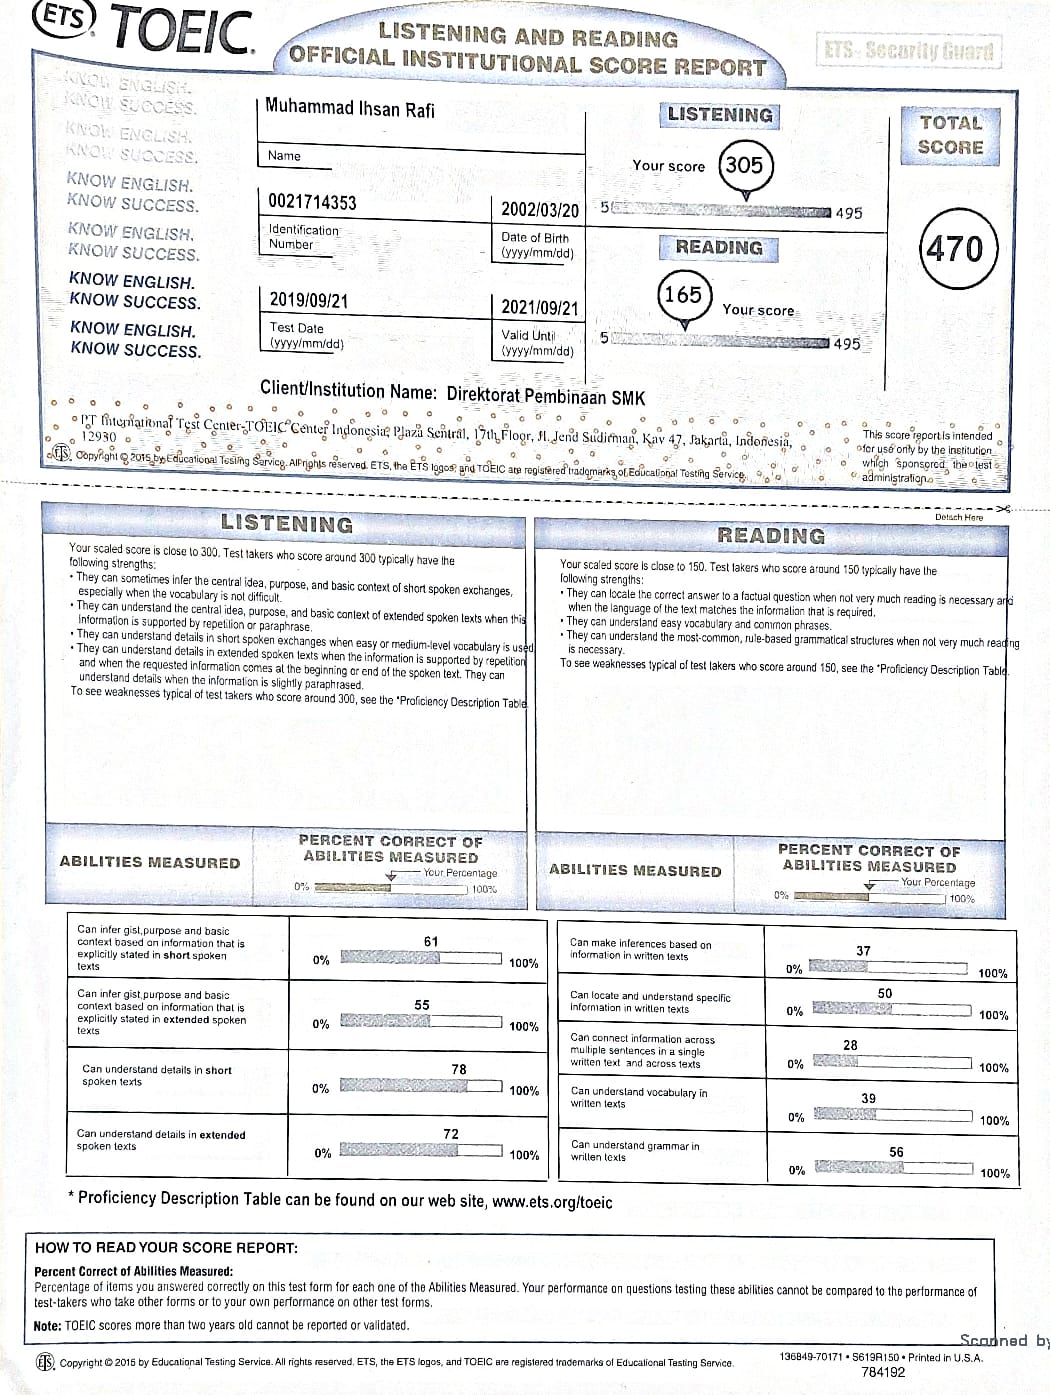 ETS TOEIC.
LISTENING AND READING
OFFICIAL INSTITUTIONAL SCORE REPORT
ETS - Security Guard
KNOW ENGLISH.
KNOW SUCCESS.
KNOW ENGLISH.
KNOW SUCCESS.
KNOW ENGLISH.
KNOW SUCCESS.
KNOW ENGLISH.
KNOW SUCCESS.
KNOW ENGLISH.
KNOW SUCCESS.
KNOW ENGLISH.
KNOW SUCCESS.
Muhammad Ihsan Rafi
Name
0021714353
Identification
Number
2002/03/20
Date of Birth
(yyyy/mm/dd)
2019/09/21
Test Date
(yyyy/mm/dd)
2021/09/21
Valid Until
(yyyy/mm/dd)
LISTENING
Your score 305
5 495
READING
165 Your score
5 495
TOTAL
SCORE
470
Client/Institution Name: Direktorat Pembinaan SMK
PT International Test Center-TOEIC Center Indonesia, Plaza Sentral, 17th Floor, Jl. Jend Sudirman, Kav 47, Jakarta, Indonesia,
12930
ETS. Copyright © 2015 by Educational Testing Service. All rights reserved. ETS, the ETS logos, and TOEIC are registered trademarks of Educational Testing Service.
This score report is intended
for use only by the institution
which sponsored the test
administration.
Detach Here
LISTENING
Your scaled score is close to 300. Test takers who score around 300 typically have the
following strengths:
• They can sometimes infer the central idea, purpose, and basic context of short spoken exchanges,
especially when the vocabulary is not difficult.
• They can understand the central idea, purpose, and basic context of extended spoken texts when this
information is supported by repetition or paraphrase.
• They can understand details in short spoken exchanges when easy or medium-level vocabulary is used
• They can understand details in extended spoken texts when the information is supported by repetition
and when the requested information comes at the beginning or end of the spoken text. They can
understand details when the information is slightly paraphrased.
To see weaknesses typical of test takers who score around 300, see the *Proficiency Description Table
READING
Your scaled score is close to 150. Test takers who score around 150 typically have the
following strengths:
• They can locate the correct answer to a factual question when not very much reading is necessary and
when the language of the text matches the information that is required.
• They can understand easy vocabulary and common phrases.
• They can understand the most-common, rule-based grammatical structures when not very much reading
is necessary.
To see weaknesses typical of test takers who score around 150, see the *Proficiency Description Table.
ABILITIES MEASURED
PERCENT CORRECT OF
ABILITIES MEASURED
Your Percentage
0% 100%
ABILITIES MEASURED
PERCENT CORRECT OF
ABILITIES MEASURED
Your Percentage
0% 100%
Can infer gist,purpose and basic
context based on information that is
explicitly stated in short spoken
texts
61
0% 100%
Can infer gist,purpose and basic
context based on information that is
explicitly stated in extended spoken
texts
55
0% 100%
Can understand details in short
spoken texts
78
0% 100%
Can understand details in extended
spoken texts
72
0% 100%
Can make inferences based on
information in written texts
37
0% 100%
Can locate and understand specific
information in written texts
50
0% 100%
Can connect information across
multiple sentences in a single
written text and across texts
28
0% 100%
Can understand vocabulary in
written texts
39
0% 100%
Can understand grammar in
written texts
56
0% 100%
* Proficiency Description Table can be found on our web site, www.ets.org/toeic
HOW TO READ YOUR SCORE REPORT:
Percent Correct of Abilities Measured:
Percentage of items you answered correctly on this test form for each one of the Abilities Measured. Your performance on questions testing these abilities cannot be compared to the performance of
test-takers who take other forms or to your own performance on other test forms.
Note: TOEIC scores more than two years old cannot be reported or validated.
Scanned by
ETS. Copyright © 2015 by Educational Testing Service. All rights reserved. ETS, the ETS logos, and TOEIC are registered trademarks of Educational Testing Service.
136849-70171 • S619R150 • Printed in U.S.A.
784192